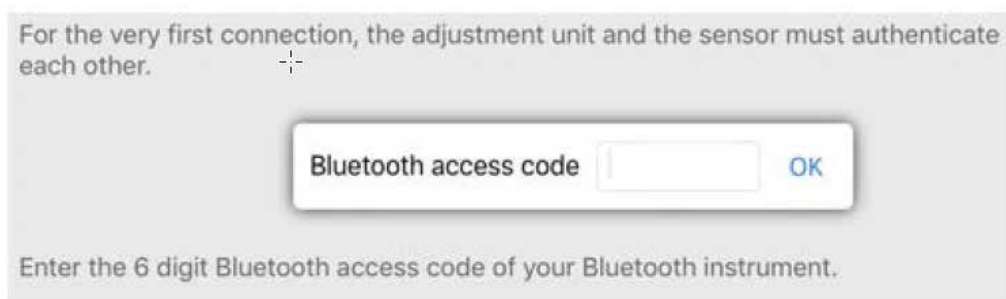 For the very first connection, the adjustment unit and the sensor must authenticate
each other.
Bluetooth access code OK
Enter the 6 digit Bluetooth access code of your Bluetooth instrument.